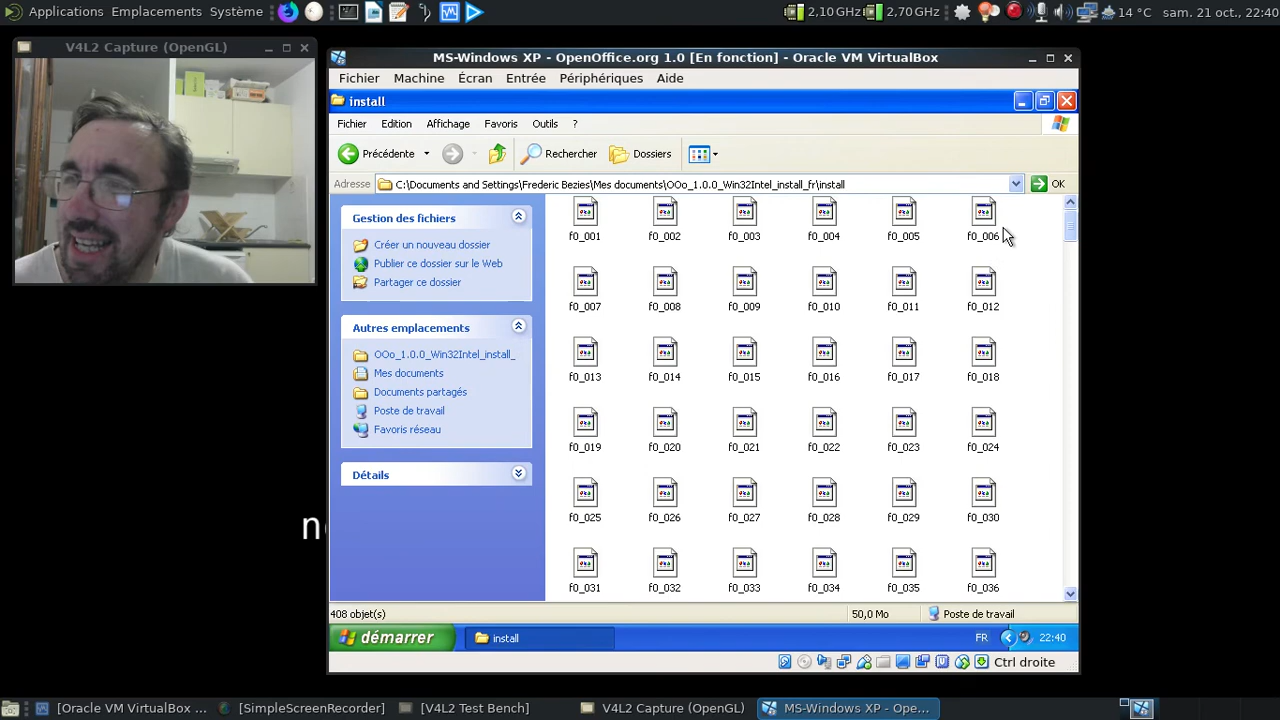 Applications Emplacements Système
2,10 GHz 2,70 GHz 14 °C sam. 21 oct., 22:40
V4L2 Capture (OpenGL)
MS-Windows XP - OpenOffice.org 1.0 [En fonction] - Oracle VM VirtualBox
Fichier Machine Écran Entrée Périphériques Aide
install
Fichier Edition Affichage Favoris Outils ?
Précédente Rechercher Dossiers
Adresse C:\Documents and Settings\Frederic Bezies\Mes documents\OOo_1.0.0_Win32Intel_install_fr\install OK
Gestion des fichiers
Créer un nouveau dossier
Publier ce dossier sur le Web
Partager ce dossier
Autres emplacements
OOo_1.0.0_Win32Intel_install_
Mes documents
Documents partagés
Poste de travail
Favoris réseau
Détails
f0_001 f0_002 f0_003 f0_004 f0_005 f0_006
f0_007 f0_008 f0_009 f0_010 f0_011 f0_012
f0_013 f0_014 f0_015 f0_016 f0_017 f0_018
f0_019 f0_020 f0_021 f0_022 f0_023 f0_024
f0_025 f0_026 f0_027 f0_028 f0_029 f0_030
f0_031 f0_032 f0_033 f0_034 f0_035 f0_036
408 objet(s) 50,0 Mo Poste de travail
démarrer install FR 22:40
Ctrl droite
[Oracle VM VirtualBox ... [SimpleScreenRecorder] [V4L2 Test Bench] V4L2 Capture (OpenGL) MS-Windows XP - Ope...